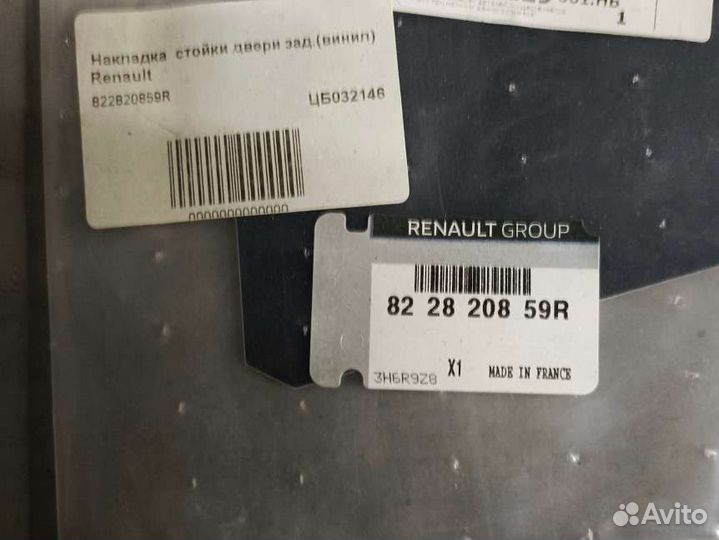 1
Накладка стойки двери зад.(винил)
Renault
822820859R
ЦБ032146
0000000000000
RENAULT GROUP
82 28 208 59R
X1 MADE IN FRANCE
3H6R9Z8
Avito